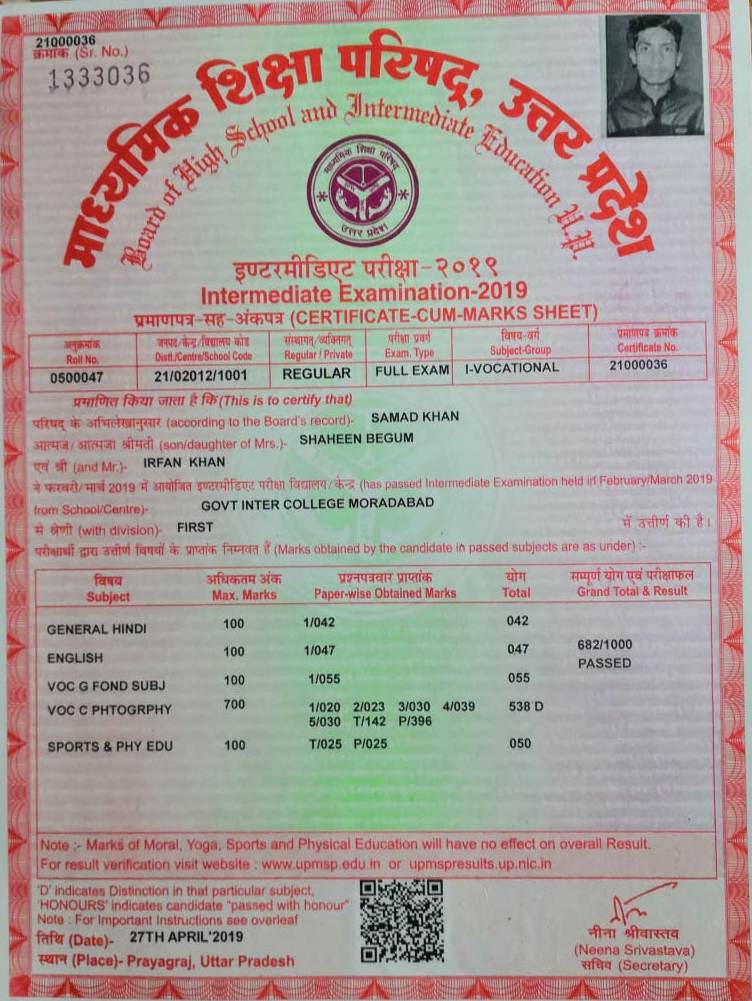 21000036
क्रमांक (Sr. No.)
1333036
माध्यमिक शिक्षा परिषद्, उत्तर प्रदेश
Board of High School and Intermediate Education U.P.
माध्यमिक शिक्षा परिषद
उत्तर प्रदेश
इण्टरमीडिएट परीक्षा-२०१९
Intermediate Examination-2019
प्रमाणपत्र-सह-अंकपत्र (CERTIFICATE-CUM-MARKS SHEET)
अनुक्रमांक जनपद/केन्द्र/विद्यालय कोड संस्थागत/व्यक्तिगत परीक्षा प्रवर्ग विषय-वर्ग प्रमाणपत्र क्रमांक
Roll No. Distt./Centre/School Code Regular / Private Exam. Type Subject-Group Certificate No.
0500047 21/02012/1001 REGULAR FULL EXAM I-VOCATIONAL 21000036
प्रमाणित किया जाता है कि (This is to certify that)
परिषद् के अभिलेखानुसार (according to the Board's record)- SAMAD KHAN
आत्मज/आत्मजा श्रीमती (son/daughter of Mrs.)- SHAHEEN BEGUM
एवं श्री (and Mr.)- IRFAN KHAN
ने फरवरी/मार्च 2019 में आयोजित इण्टरमीडिएट परीक्षा विद्यालय/केन्द्र (has passed Intermediate Examination held in February/March 2019
from School/Centre)- GOVT INTER COLLEGE MORADABAD
से श्रेणी (with division)- FIRST में उत्तीर्ण की है।
परीक्षार्थी द्वारा उत्तीर्ण विषयों के प्राप्तांक निम्नवत हैं (Marks obtained by the candidate in passed subjects are as under) :-
विषय अधिकतम अंक प्रश्नपत्रवार प्राप्तांक योग सम्पूर्ण योग एवं परीक्षाफल
Subject Max. Marks Paper-wise Obtained Marks Total Grand Total & Result
GENERAL HINDI 100 1/042 042
ENGLISH 100 1/047 047 682/1000
PASSED
VOC G FOND SUBJ 100 1/055 055
VOC C PHTOGRPHY 700 1/020 2/023 3/030 4/039 538 D
5/030 T/142 P/396
SPORTS & PHY EDU 100 T/025 P/025 050
Note :- Marks of Moral, Yoga, Sports and Physical Education will have no effect on overall Result.
For result verification visit website : www.upmsp.edu.in or upmspresults.up.nic.in
'D' indicates Distinction in that particular subject,
'HONOURS' indicates candidate "passed with honour"
Note : For Important Instructions see overleaf
तिथि (Date)- 27TH APRIL'2019
स्थान (Place)- Prayagraj, Uttar Pradesh
नीना श्रीवास्तव
(Neena Srivastava)
सचिव (Secretary)